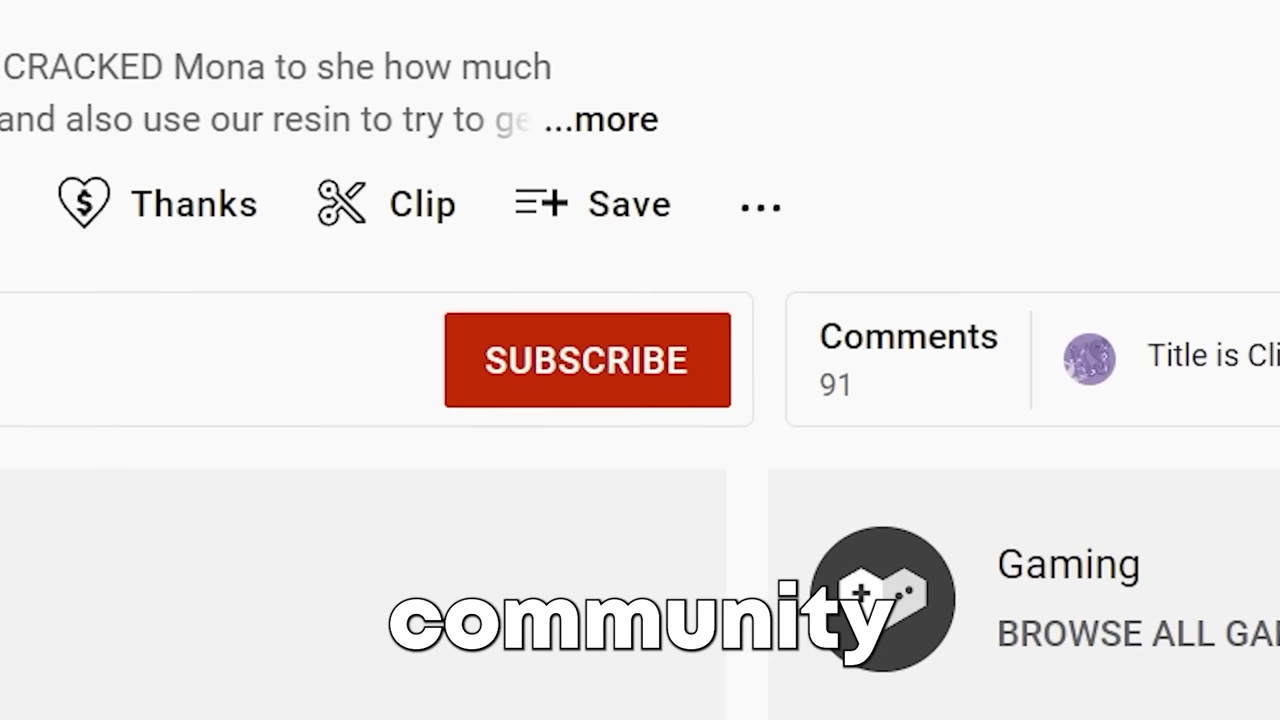 CRACKED Mona to she how much
and also use our resin to try to ge ...more
Thanks Clip Save ...
SUBSCRIBE
Comments
91
Title is Cli
Gaming
community
BROWSE ALL GA